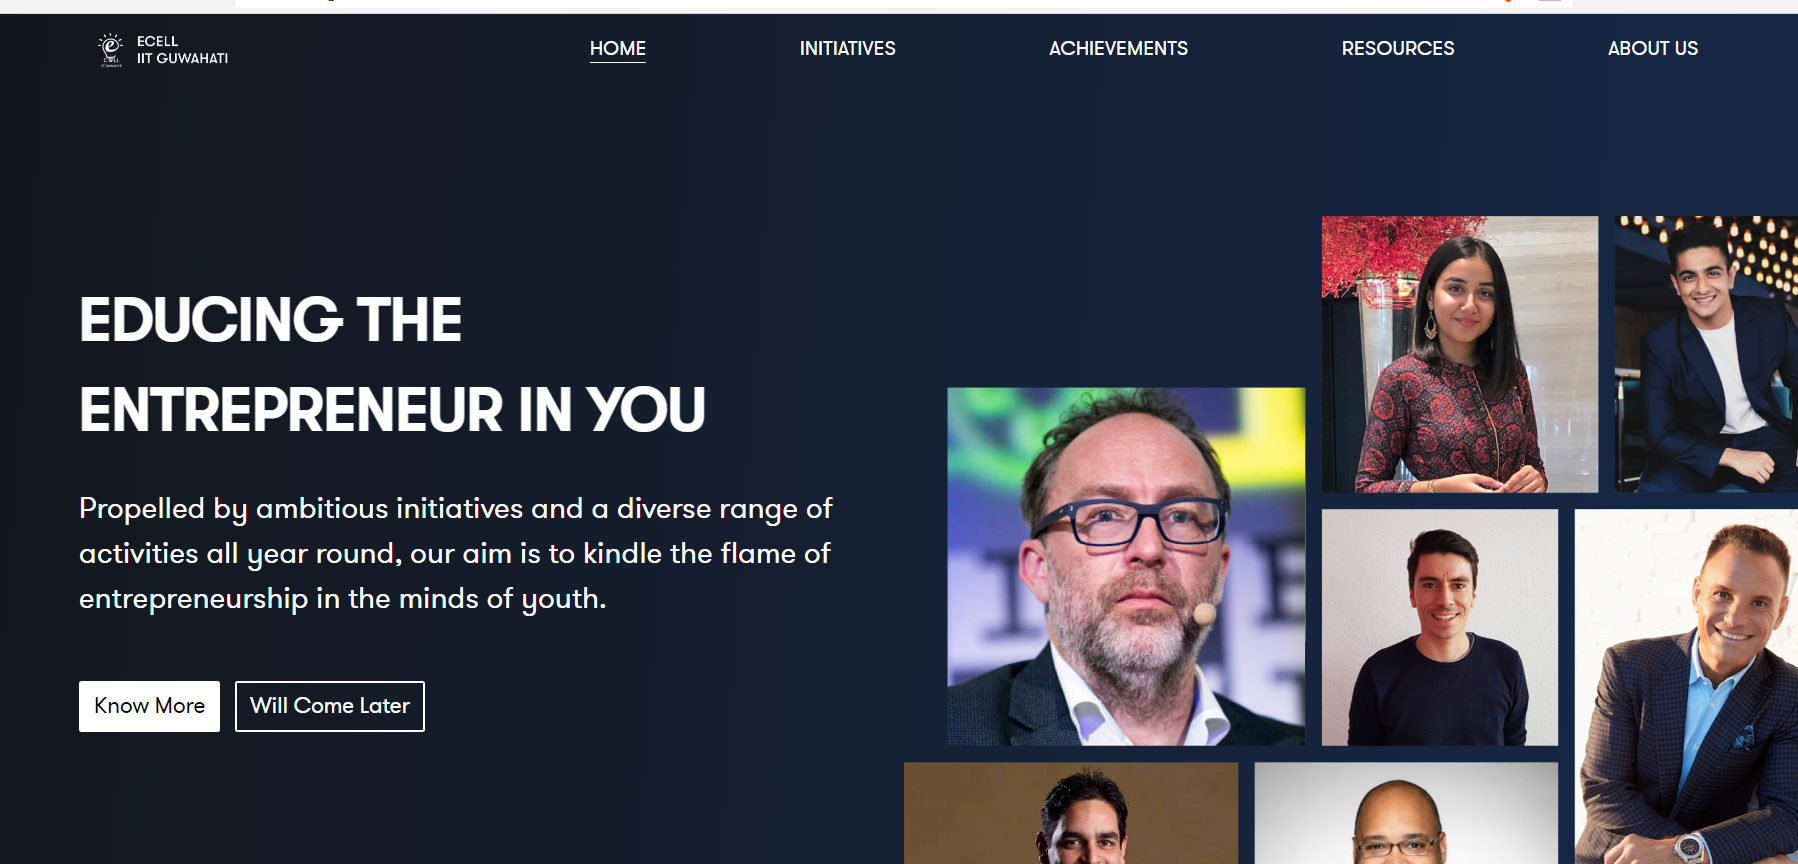 ECELL
IIT GUWAHATI
HOME
INITIATIVES
ACHIEVEMENTS
RESOURCES
ABOUT US
EDUCING THE
ENTREPRENEUR IN YOU
Propelled by ambitious initiatives and a diverse range of
activities all year round, our aim is to kindle the flame of
entrepreneurship in the minds of youth.
Know More
Will Come Later